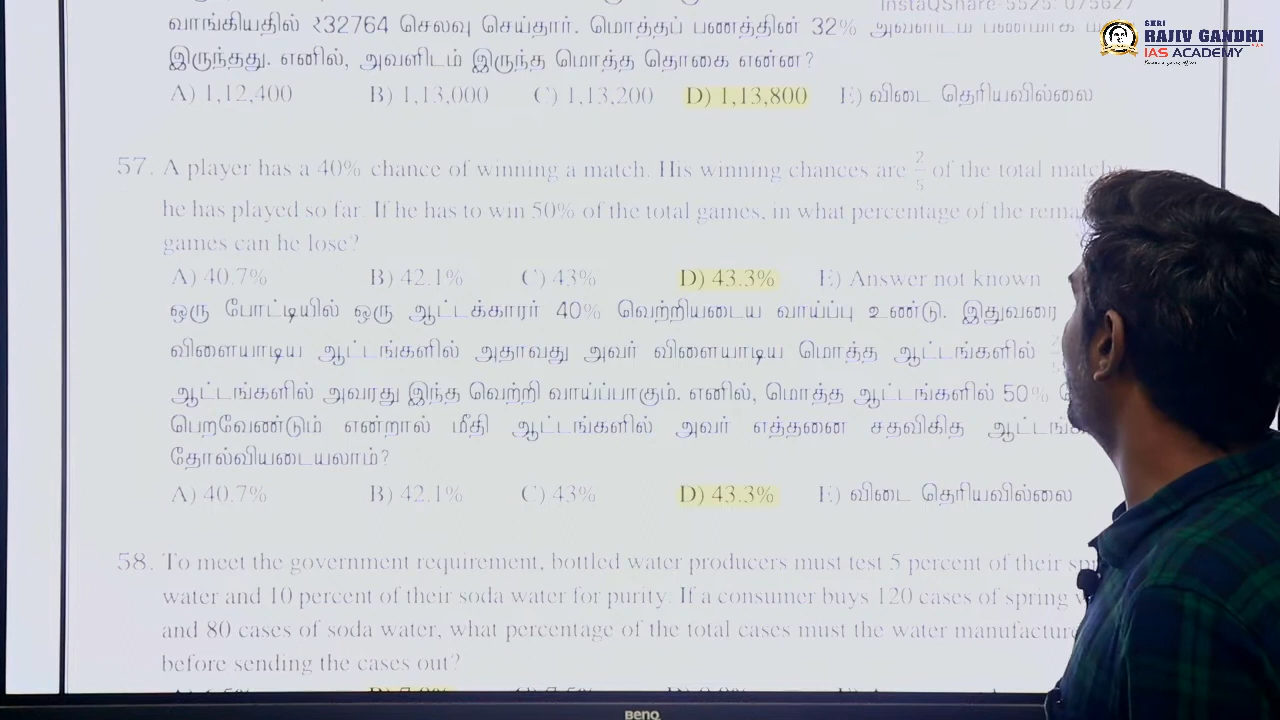 InstaQShare-5525: 075627
SHRI
RAJIV GANDHI
IAS ACADEMY
வாங்கியதில் ₹32764 செலவு செய்தார். மொத்தப் பணத்தின் 32% அவளிடம் பணமாக
இருந்தது. எனில், அவளிடம் இருந்த மொத்த தொகை என்ன?
A) 1,12,400 B) 1,13,000 C) 1,13,200 D) 1,13,800 E) விடை தெரியவில்லை
57. A player has a 40% chance of winning a match. His winning chances are 2/5 of the total matche
he has played so far. If he has to win 50% of the total games, in what percentage of the rema
games can he lose?
A) 40.7% B) 42.1% C) 43% D) 43.3% E) Answer not known
ஒரு போட்டியில் ஒரு ஆட்டக்காரர் 40% வெற்றியடைய வாய்ப்பு உண்டு. இதுவரை
விளையாடிய ஆட்டங்களில் அதாவது அவர் விளையாடிய மொத்த ஆட்டங்களில்
ஆட்டங்களில் அவரது இந்த வெற்றி வாய்ப்பாகும். எனில், மொத்த ஆட்டங்களில் 50%
பெறவேண்டும் என்றால் மீதி ஆட்டங்களில் அவர் எத்தனை சதவிகித
தோல்வியடையலாம்?
A) 40.7% B) 42.1% C) 43% D) 43.3% E) விடை தெரியவில்லை
58. To meet the government requirement, bottled water producers must test 5 percent of their
water and 10 percent of their soda water for purity. If a consumer buys 120 cases of spring
and 80 cases of soda water, what percentage of the total cases must the water manufactur
before sending the cases out?
BenQ